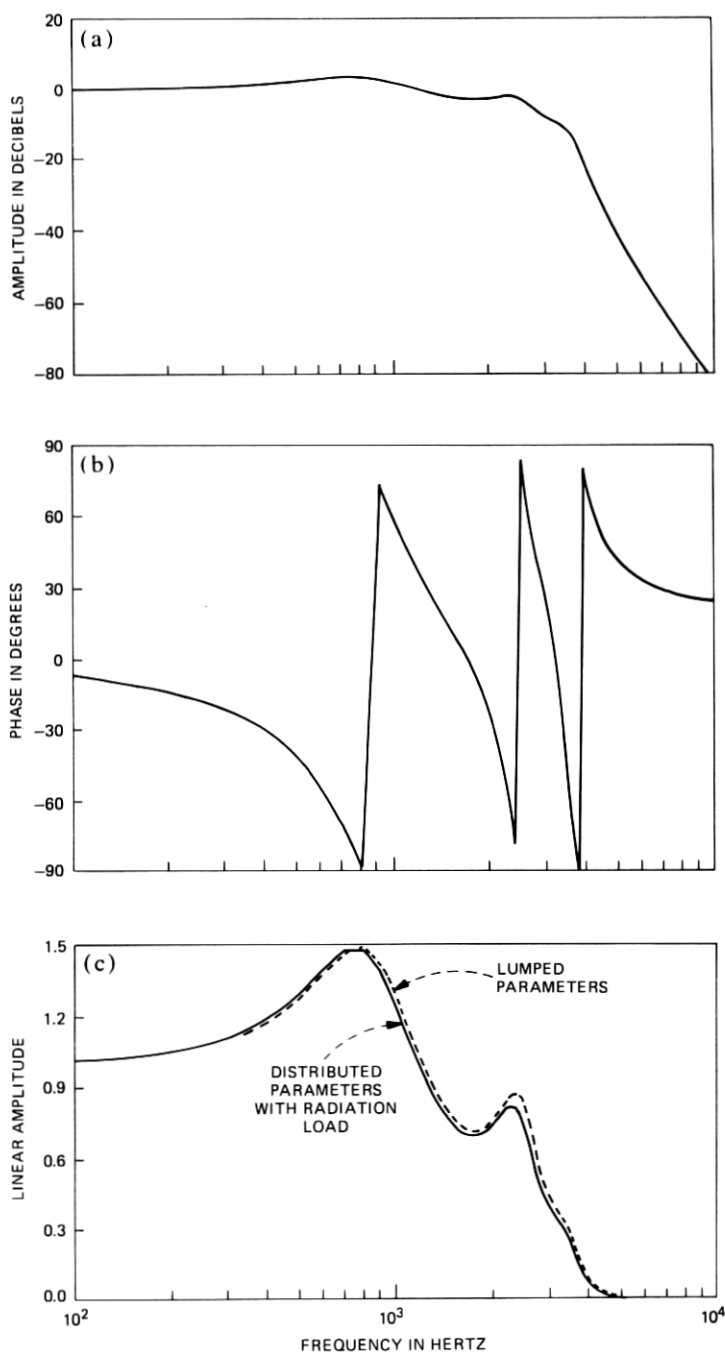 (a)
AMPLITUDE IN DECIBELS
20
0
−20
−40
−60
−80
(b)
PHASE IN DEGREES
90
60
30
0
−30
−60
−90
(c)
LINEAR AMPLITUDE
1.5
1.2
0.9
0.6
0.3
0.0
LUMPED
PARAMETERS
DISTRIBUTED
PARAMETERS
WITH RADIATION
LOAD
10² 10³ 10⁴
FREQUENCY IN HERTZ